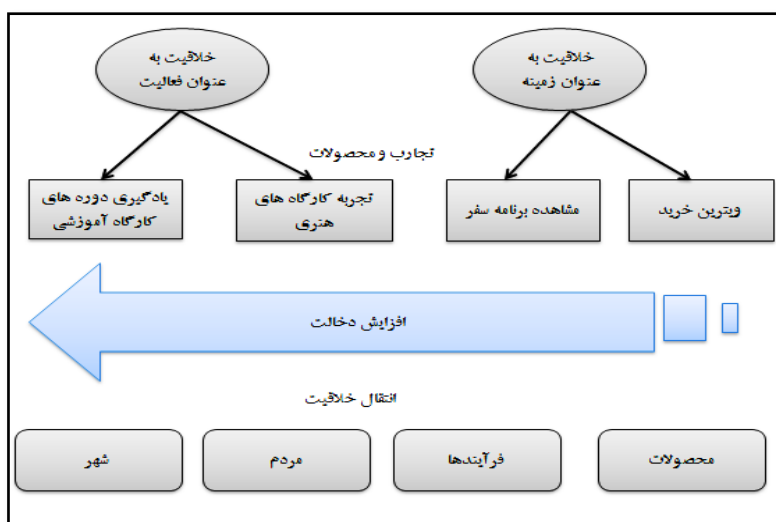 خلاقیت به
عنوان زمینه
خلاقیت به
عنوان فعالیت
تجارب و محصولات
ویترین خرید
مشاهده برنامه سفر
تجربه کارگاه های
هنری
یادگیری دوره های
کارگاه آموزشی
افزایش دخالت
انتقال خلاقیت
محصولات
فرآیندها
مردم
شهر